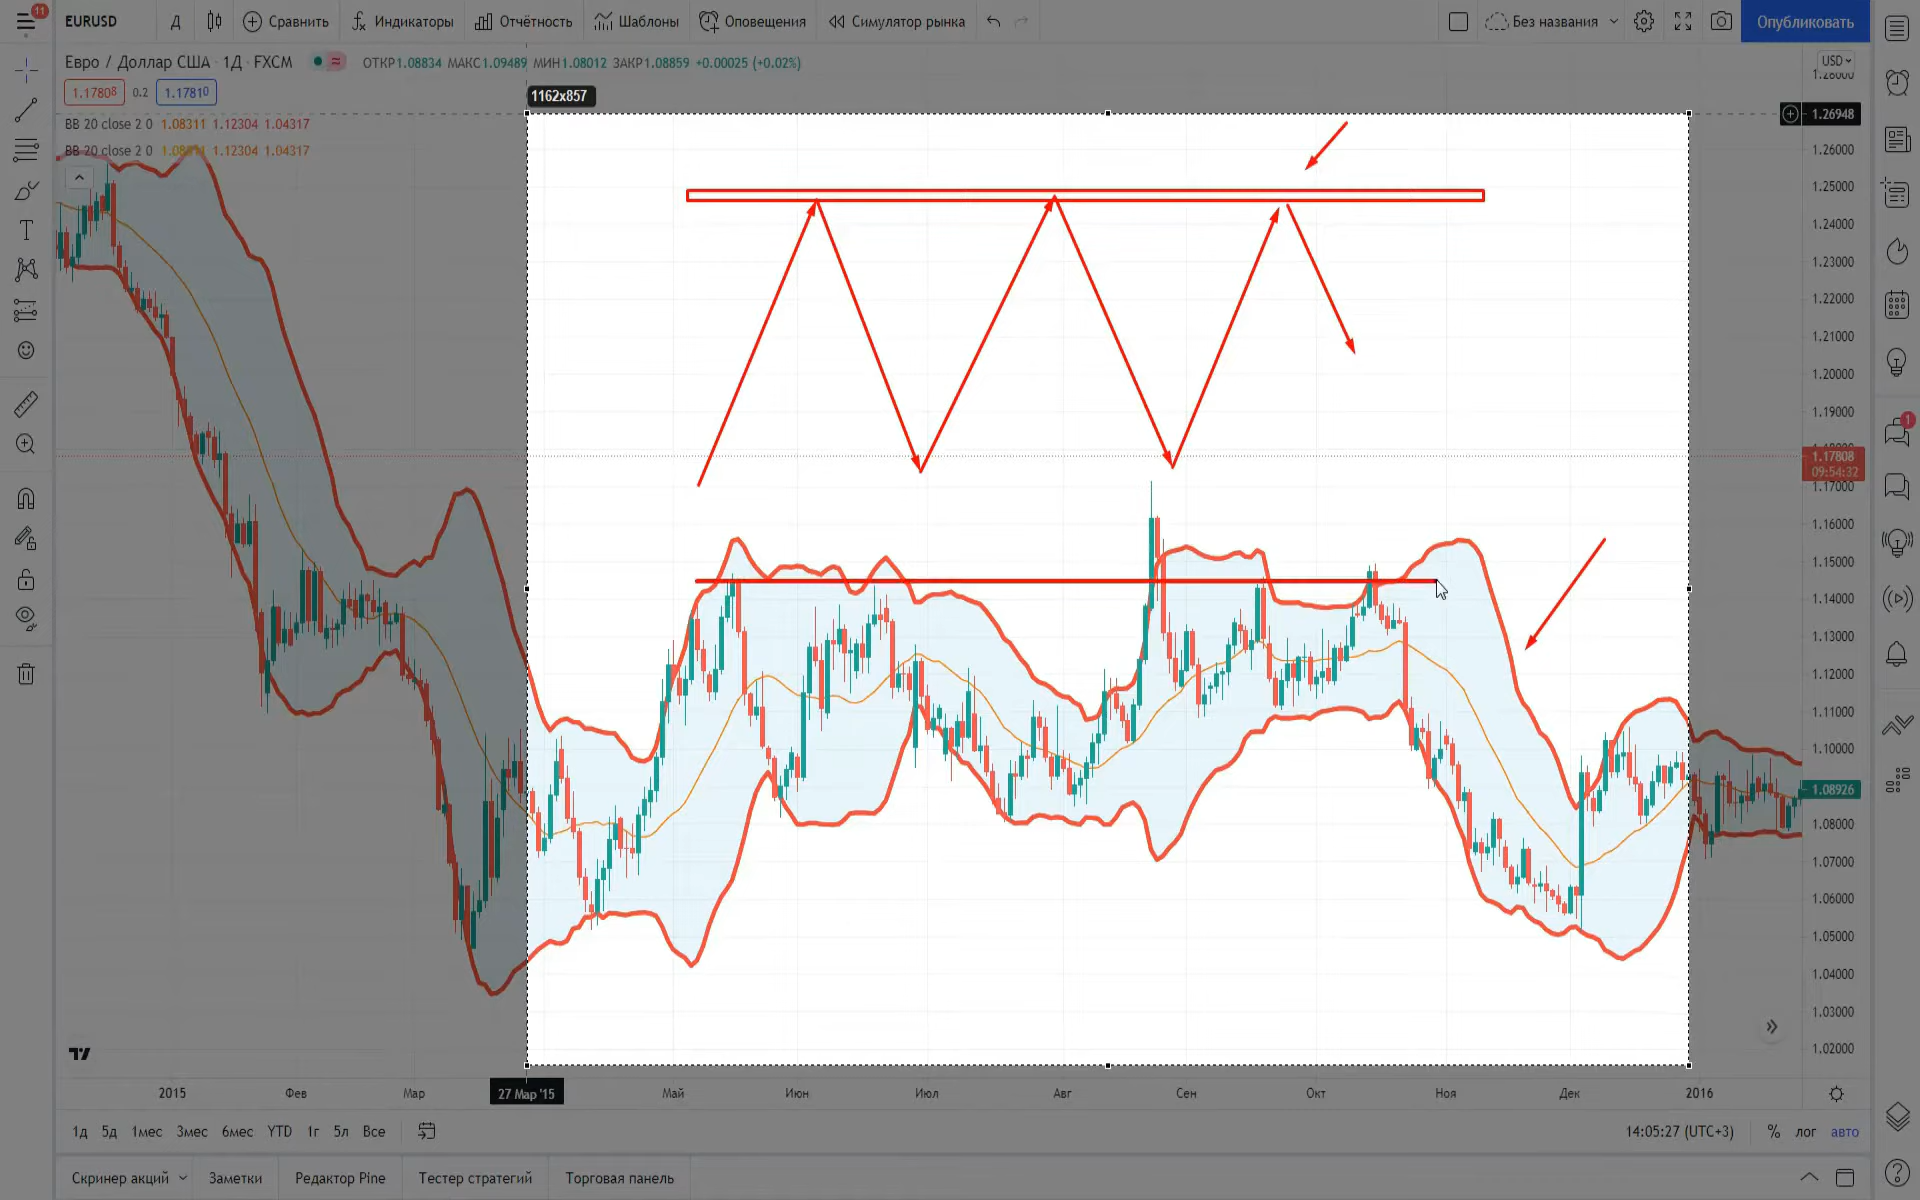 11
EURUSD
Д
Сравнить
Индикаторы
Отчётность
Шаблоны
Оповещения
Симулятор рынка
Без названия
Опубликовать
Евро / Доллар США · 1Д · FXCM
ОТКР1.08834 МАКС1.09489 МИН1.08012 ЗАКР1.08859 +0.00025 (+0.02%)
USD
1.28000
1.17808 0.2 1.17810
1162x857
BB 20 close 2 0 1.08311 1.12304 1.04317
BB 20 close 2 0 1.08311 1.12304 1.04317
1.26948
1.26000
1.25000
1.24000
1.23000
1.22000
1.21000
1.20000
1.19000
1
1.17808
09:54:32
1.17000
1.16000
1.15000
1.14000
1.13000
1.12000
1.11000
1.10000
1.08926
1.08000
1.07000
1.06000
1.05000
1.04000
1.03000
1.02000
2015 Фев Мар 27 Мар '15 Май Июн Июл Авг Сен Окт Ноя Дек 2016
1д 5д 1мес 3мес 6мес YTD 1г 5л Все
14:05:27 (UTC+3) % лог авто
Скринер акций Заметки Редактор Pine Тестер стратегий Торговая панель